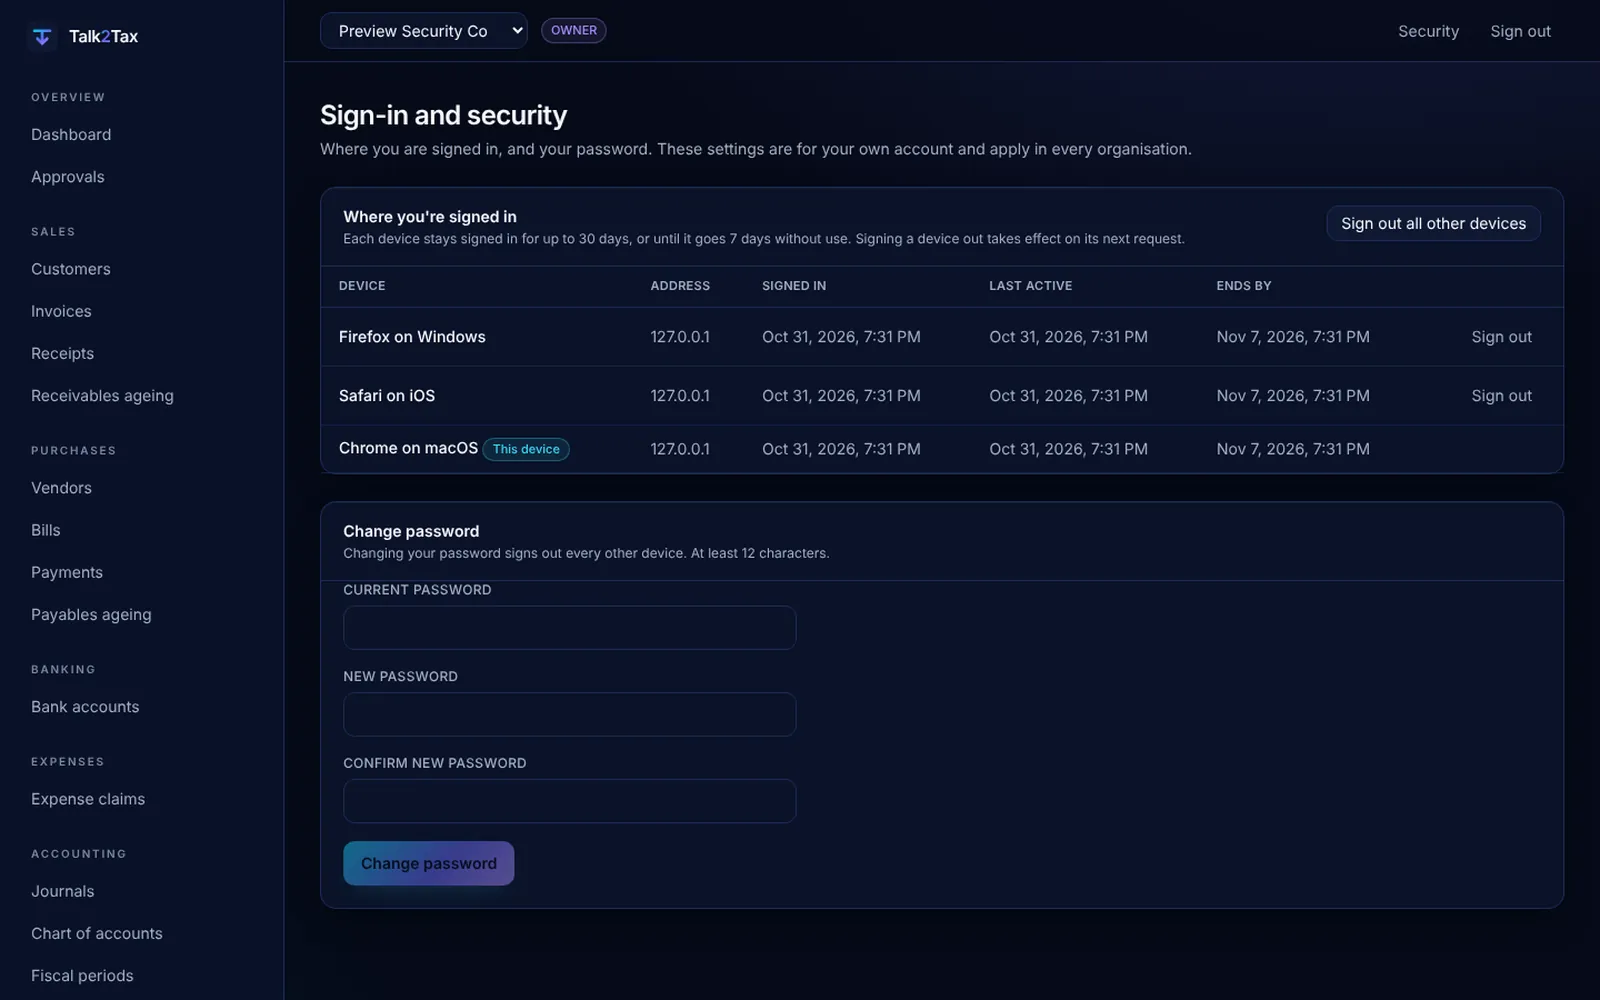 Talk2Tax
Preview Security Co
OWNER
Security
Sign out
OVERVIEW
Dashboard
Approvals
SALES
Customers
Invoices
Receipts
Receivables ageing
PURCHASES
Vendors
Bills
Payments
Payables ageing
BANKING
Bank accounts
EXPENSES
Expense claims
ACCOUNTING
Journals
Chart of accounts
Fiscal periods
Sign-in and security
Where you are signed in, and your password. These settings are for your own account and apply in every organisation.
Where you're signed in
Each device stays signed in for up to 30 days, or until it goes 7 days without use. Signing a device out takes effect on its next request.
Sign out all other devices
DEVICE ADDRESS SIGNED IN LAST ACTIVE ENDS BY
Firefox on Windows 127.0.0.1 Oct 31, 2026, 7:31 PM Oct 31, 2026, 7:31 PM Nov 7, 2026, 7:31 PM Sign out
Safari on iOS 127.0.0.1 Oct 31, 2026, 7:31 PM Oct 31, 2026, 7:31 PM Nov 7, 2026, 7:31 PM Sign out
Chrome on macOS This device 127.0.0.1 Oct 31, 2026, 7:31 PM Oct 31, 2026, 7:31 PM Nov 7, 2026, 7:31 PM
Change password
Changing your password signs out every other device. At least 12 characters.
CURRENT PASSWORD
NEW PASSWORD
CONFIRM NEW PASSWORD
Change password